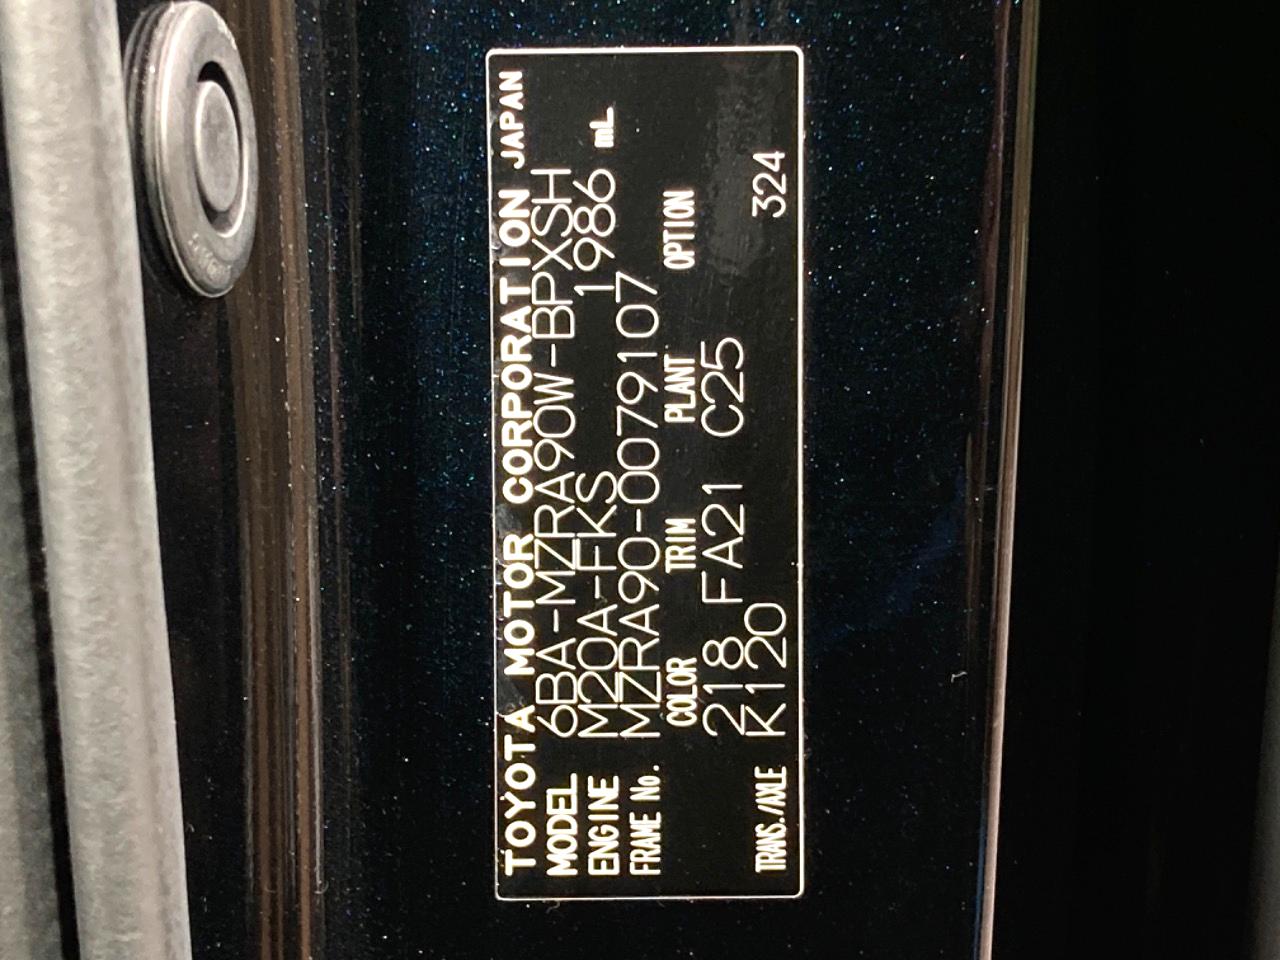 TOYOTA MOTOR CORPORATION JAPAN
MODEL 6BA-MZRA90W-BPXSH
ENGINE M20A-FKS 1986 mL
FRAME No. MZRA90-0079107
COLOR TRIM PLANT OPTION
218 FA21 C25
TRANS./AXLE K120 324